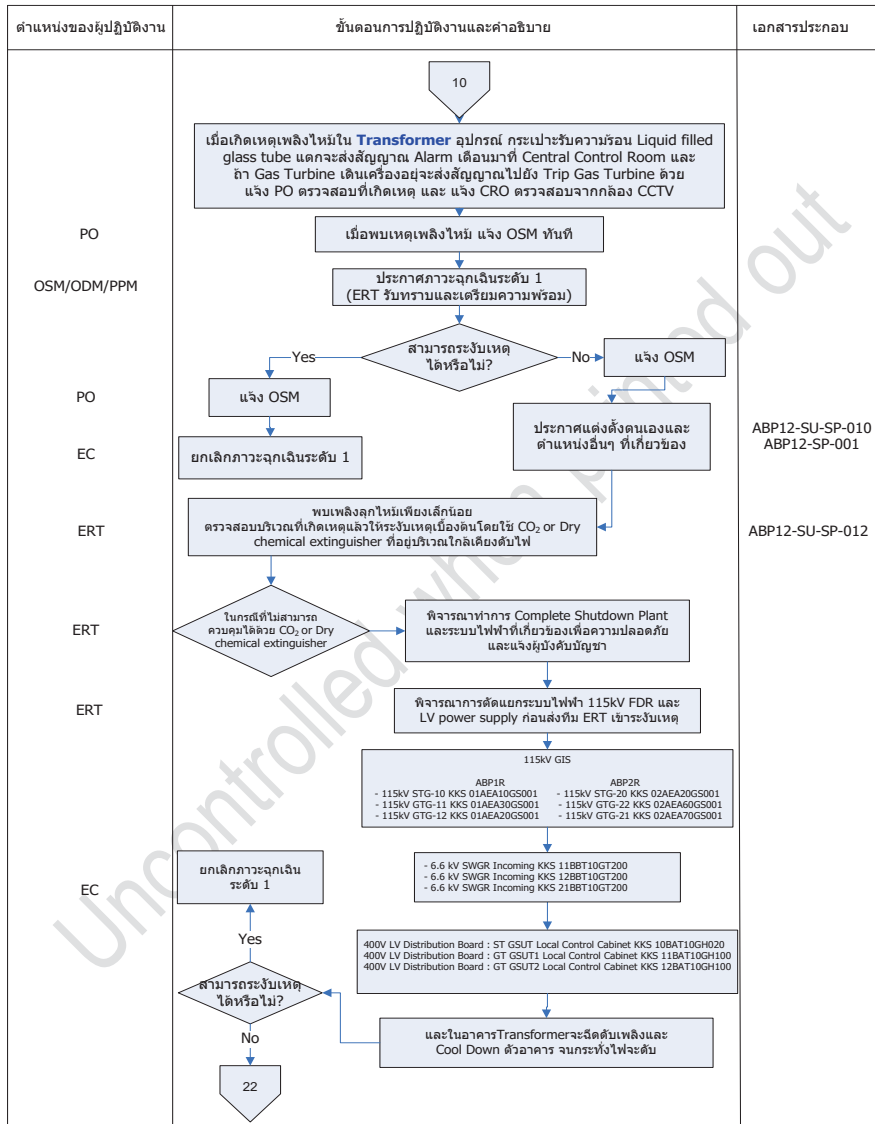 ตำแหน่งของผู้ปฏิบัติงาน
ขั้นตอนการปฏิบัติงานและคำอธิบาย
เอกสารประกอบ
10
เมื่อเกิดเหตุเพลิงไหม้ใน Transformer อุปกรณ์ กระเปาะรับความร้อน Liquid filled
glass tube แตกจะส่งสัญญาณ Alarm เตือนมาที่ Central Control Room และ
ถ้า Gas Turbine เดินเครื่องอยู่จะส่งสัญญาณไปยัง Trip Gas Turbine ด้วย
แจ้ง PO ตรวจสอบที่เกิดเหตุ และ แจ้ง CRO ตรวจสอบจากกล้อง CCTV
PO
เมื่อพบเหตุเพลิงไหม้ แจ้ง OSM ทันที
OSM/ODM/PPM
ประกาศภาวะฉุกเฉินระดับ 1
(ERT รับทราบและเตรียมความพร้อม)
สามารถระงับเหตุ
ได้หรือไม่?
Yes
No
แจ้ง OSM
PO
แจ้ง OSM
ประกาศแต่งตั้งตนเองและ
ตำแหน่งอื่นๆ ที่เกี่ยวข้อง
ABP12-SU-SP-010
ABP12-SP-001
EC
ยกเลิกภาวะฉุกเฉินระดับ 1
ERT
พบเพลิงลุกไหม้เพียงเล็กน้อย
ตรวจสอบบริเวณที่เกิดเหตุแล้วให้ระงับเหตุเบื้องต้นโดยใช้ CO₂ or Dry
chemical extinguisher ที่อยู่บริเวณใกล้เคียงดับไฟ
ABP12-SU-SP-012
ERT
ในกรณีที่ไม่สามารถ
ควบคุมได้ด้วย CO₂ or Dry
chemical extinguisher
พิจารณาทำการ Complete Shutdown Plant
และระบบไฟฟ้าที่เกี่ยวข้องเพื่อความปลอดภัย
และแจ้งผู้บังคับบัญชา
ERT
พิจารณาการตัดแยกระบบไฟฟ้า 115kV FDR และ
LV power supply ก่อนส่งทีม ERT เข้าระงับเหตุ
115kV GIS
ABP1R
- 115kV STG-10 KKS 01AEA10GS001
- 115kV GTG-11 KKS 01AEA30GS001
- 115kV GTG-12 KKS 01AEA20GS001
ABP2R
- 115kV STG-20 KKS 02AEA20GS001
- 115kV GTG-22 KKS 02AEA60GS001
- 115kV GTG-21 KKS 02AEA70GS001
EC
ยกเลิกภาวะฉุกเฉิน
ระดับ 1
- 6.6 kV SWGR Incoming KKS 11BBT10GT200
- 6.6 kV SWGR Incoming KKS 12BBT10GT200
- 6.6 kV SWGR Incoming KKS 21BBT10GT200
Yes
400V LV Distribution Board : ST GSUT Local Control Cabinet KKS 10BAT10GH020
400V LV Distribution Board : GT GSUT1 Local Control Cabinet KKS 11BAT10GH100
400V LV Distribution Board : GT GSUT2 Local Control Cabinet KKS 12BAT10GH100
สามารถระงับเหตุ
ได้หรือไม่?
และในอาคารTransformerจะฉีดดับเพลิงและ
Cool Down ตัวอาคาร จนกระทั่งไฟจะดับ
No
22
Uncontrolled when printed out